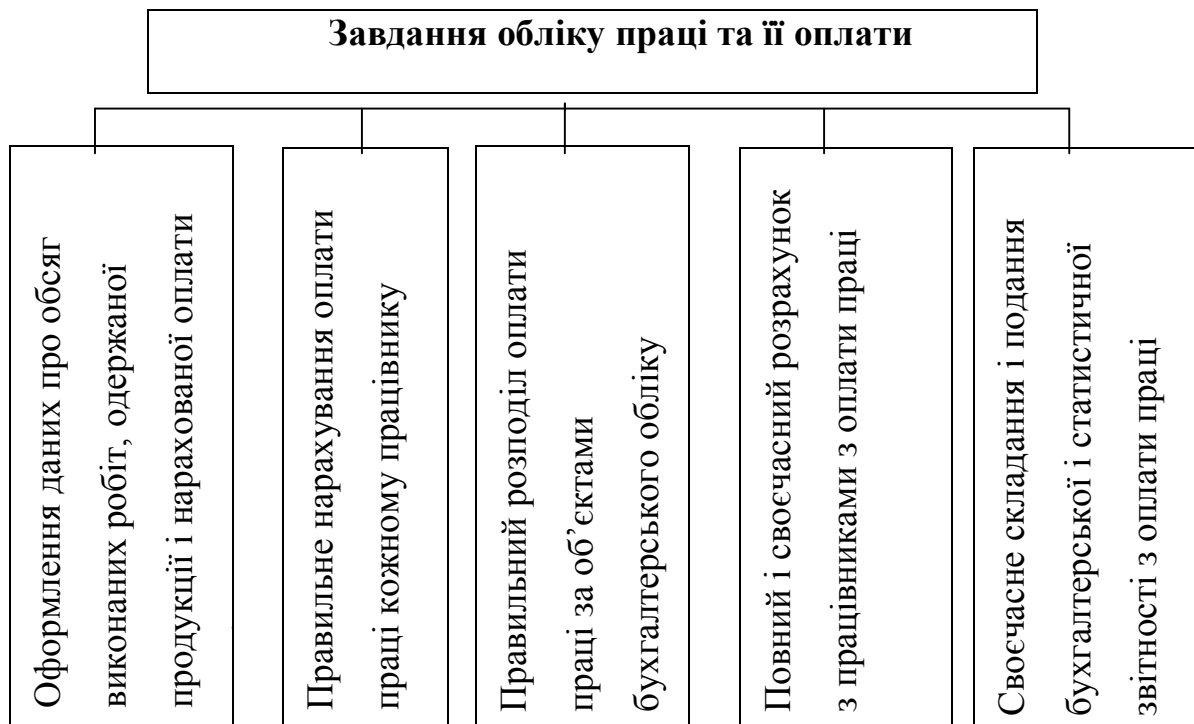 Завдання обліку праці та її оплати
Оформлення даних про обсяг
виконаних робіт, одержаної
продукції і нарахованої оплати
Правильне нарахування оплати
праці кожному працівнику
Правильний розподіл оплати
праці за об’єктами
бухгалтерського обліку
Повний і своєчасний розрахунок
з працівниками з оплати праці
Своєчасне складання і подання
бухгалтерської і статистичної
звітності з оплати праці